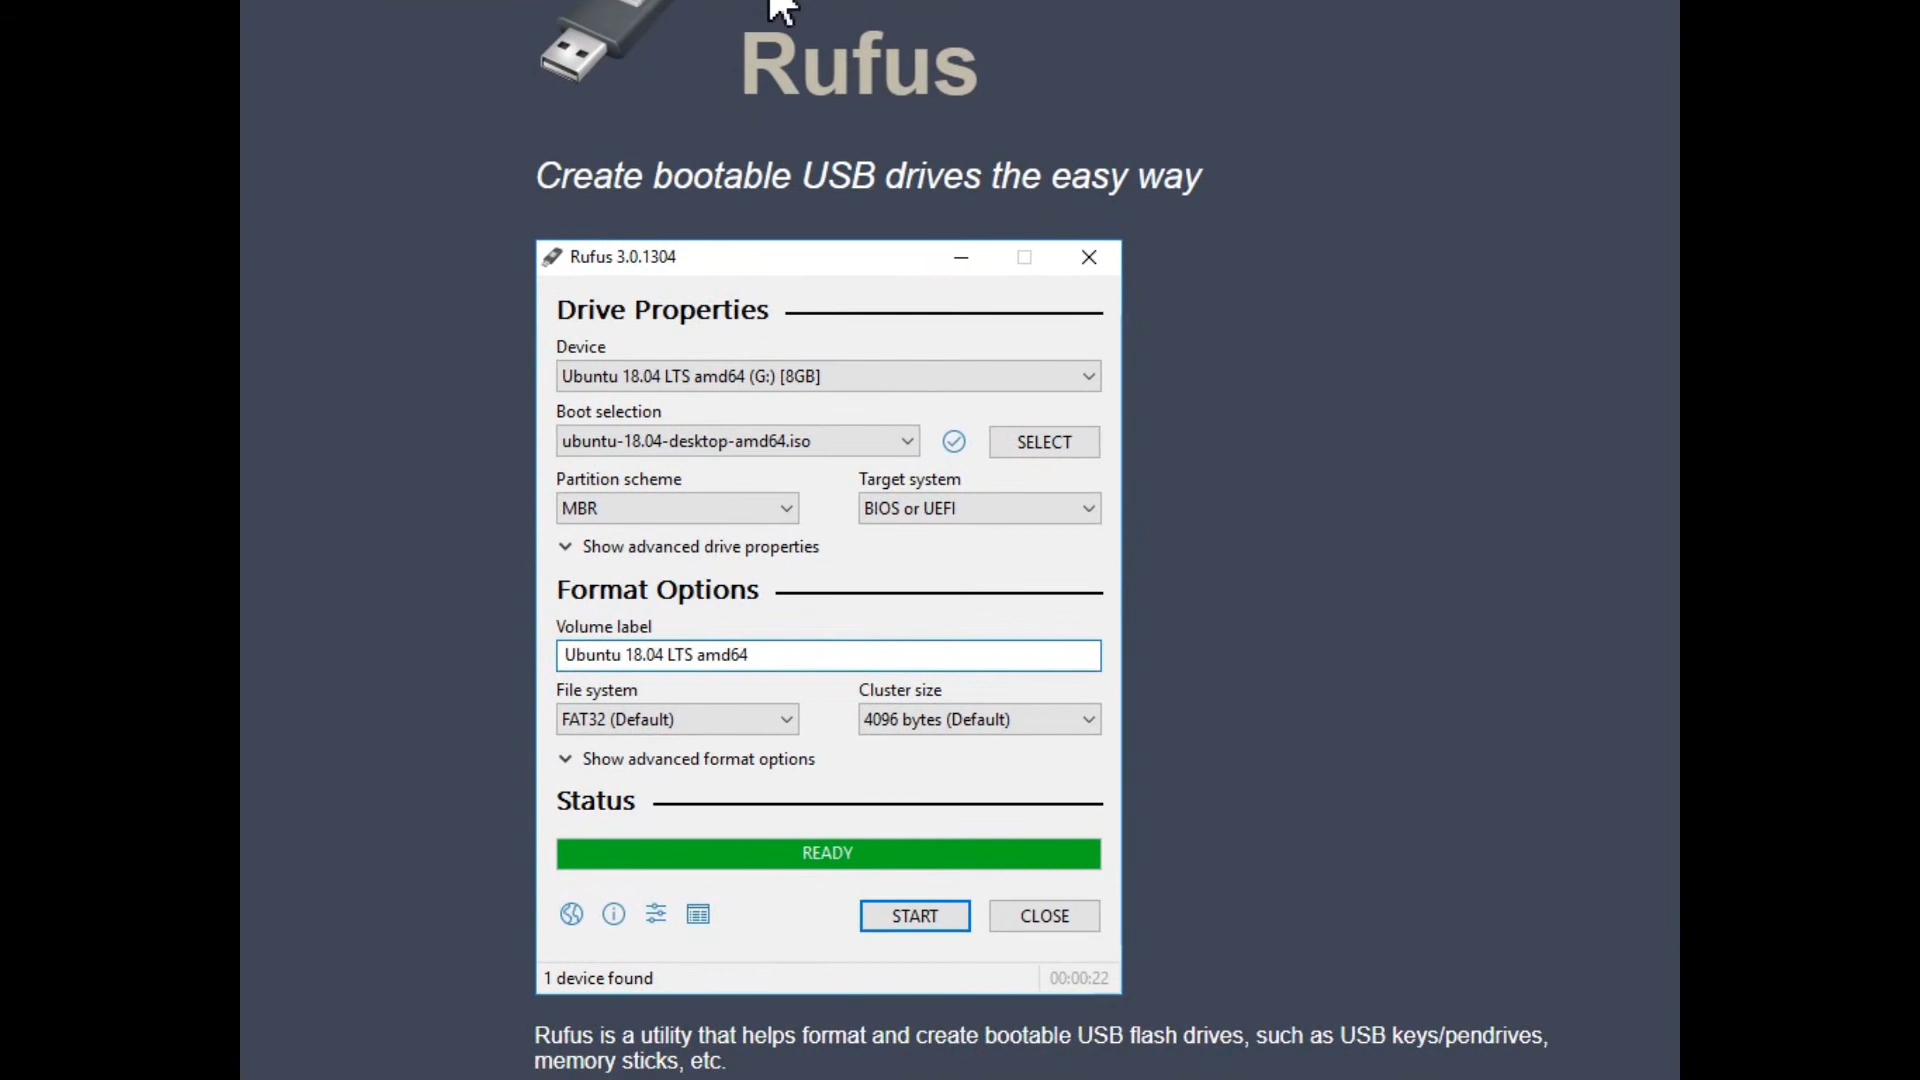 Rufus
Create bootable USB drives the easy way
Rufus 3.0.1304
Drive Properties
Device
Ubuntu 18.04 LTS amd64 (G:) [8GB]
Boot selection
ubuntu-18.04-desktop-amd64.iso
SELECT
Partition scheme
Target system
MBR
BIOS or UEFI
Show advanced drive properties
Format Options
Volume label
Ubuntu 18.04 LTS amd64
File system
Cluster size
FAT32 (Default)
4096 bytes (Default)
Show advanced format options
Status
READY
START
CLOSE
1 device found
00:00:22
Rufus is a utility that helps format and create bootable USB flash drives, such as USB keys/pendrives,
memory sticks, etc.